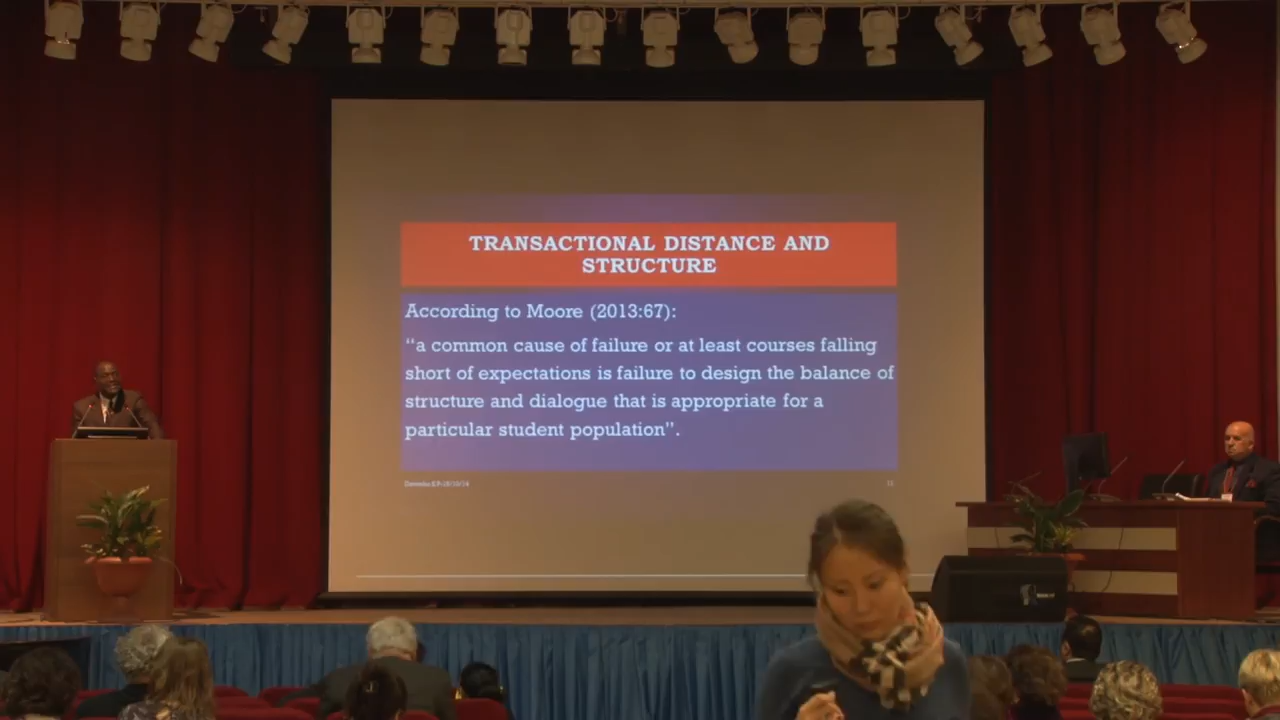 TRANSACTIONAL DISTANCE AND
STRUCTURE
According to Moore (2013:67):
“a common cause of failure or at least courses falling
short of expectations is failure to design the balance of
structure and dialogue that is appropriate for a
particular student population”.